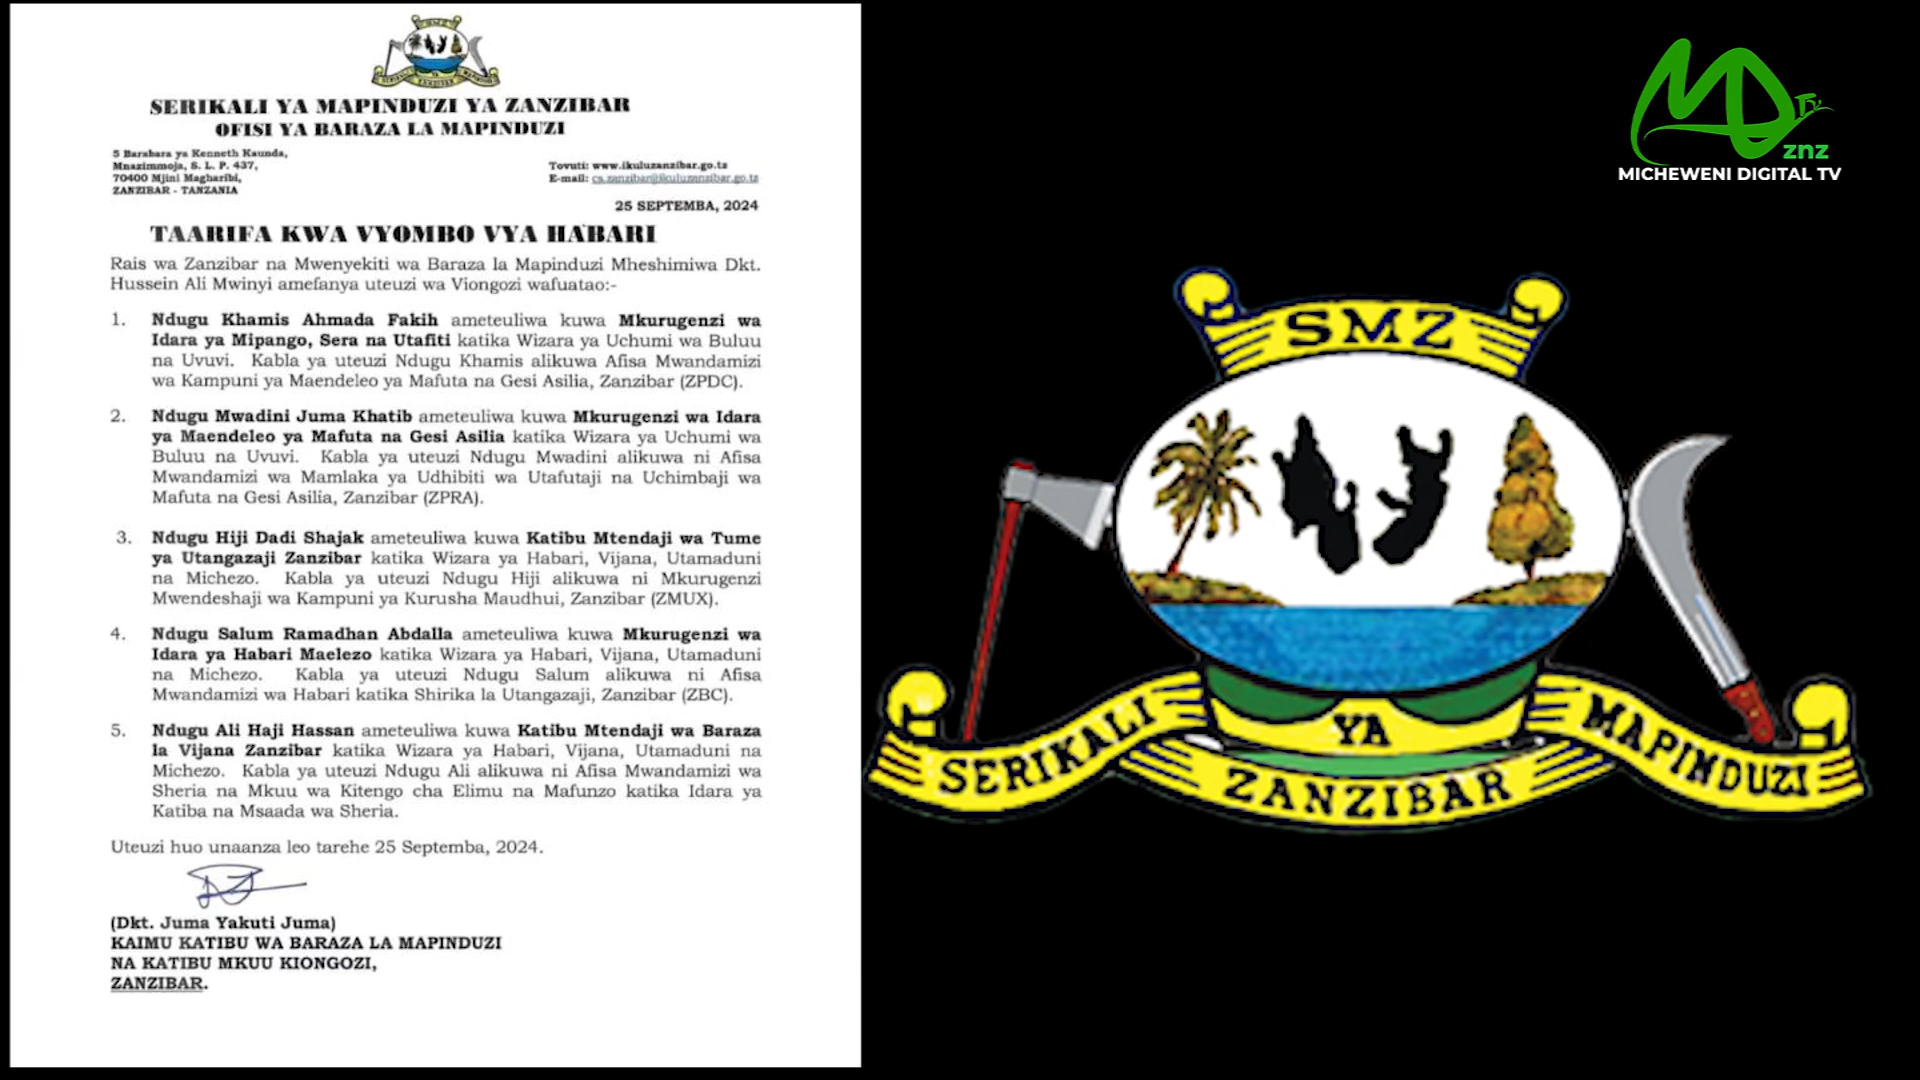 SMZ
SERIKALI YA MAPINDUZI
ZANZIBAR
SERIKALI YA MAPINDUZI YA ZANZIBAR
OFISI YA BARAZA LA MAPINDUZI
5 Barabara ya Kenneth Kaunda,
Mnazimmoja, S. L. P. 437,
70400 Mjini Magharibi,
ZANZIBAR - TANZANIA
Tovuti: www.ikuluzanzibar.go.tz
E-mail: cs.zanzibar@ikuluzanzibar.go.tz
25 SEPTEMBA, 2024
TAARIFA KWA VYOMBO VYA HABARI
Rais wa Zanzibar na Mwenyekiti wa Baraza la Mapinduzi Mheshimiwa Dkt.
Hussein Ali Mwinyi amefanya uteuzi wa Viongozi wafuatao:-
1. Ndugu Khamis Ahmada Fakih ameteuliwa kuwa Mkurugenzi wa
Idara ya Mipango, Sera na Utafiti katika Wizara ya Uchumi wa Buluu
na Uvuvi. Kabla ya uteuzi Ndugu Khamis alikuwa Afisa Mwandamizi
wa Kampuni ya Maendeleo ya Mafuta na Gesi Asilia, Zanzibar (ZPDC).
2. Ndugu Mwadini Juma Khatib ameteuliwa kuwa Mkurugenzi wa Idara
ya Maendeleo ya Mafuta na Gesi Asilia katika Wizara ya Uchumi wa
Buluu na Uvuvi. Kabla ya uteuzi Ndugu Mwadini alikuwa ni Afisa
Mwandamizi wa Mamlaka ya Udhibiti wa Utafutaji na Uchimbaji wa
Mafuta na Gesi Asilia, Zanzibar (ZPRA).
3. Ndugu Hiji Dadi Shajak ameteuliwa kuwa Katibu Mtendaji wa Tume
ya Utangazaji Zanzibar katika Wizara ya Habari, Vijana, Utamaduni
na Michezo. Kabla ya uteuzi Ndugu Hiji alikuwa ni Mkurugenzi
Mwendeshaji wa Kampuni ya Kurusha Maudhui, Zanzibar (ZMUX).
4. Ndugu Salum Ramadhan Abdalla ameteuliwa kuwa Mkurugenzi wa
Idara ya Habari Maelezo katika Wizara ya Habari, Vijana, Utamaduni
na Michezo. Kabla ya uteuzi Ndugu Salum alikuwa ni Afisa
Mwandamizi wa Habari katika Shirika la Utangazaji, Zanzibar (ZBC).
5. Ndugu Ali Haji Hassan ameteuliwa kuwa Katibu Mtendaji wa Baraza
la Vijana Zanzibar katika Wizara ya Habari, Vijana, Utamaduni na
Michezo. Kabla ya uteuzi Ndugu Ali alikuwa ni Afisa Mwandamizi wa
Sheria na Mkuu wa Kitengo cha Elimu na Mafunzo katika Idara ya
Katiba na Msaada wa Sheria.
Uteuzi huo unaanza leo tarehe 25 Septemba, 2024.
(Dkt. Juma Yakuti Juma)
KAIMU KATIBU WA BARAZA LA MAPINDUZI
NA KATIBU MKUU KIONGOZI,
ZANZIBAR.
MD TV
znz
MICHEWENI DIGITAL TV
SMZ
SERIKALI YA MAPINDUZI
ZANZIBAR